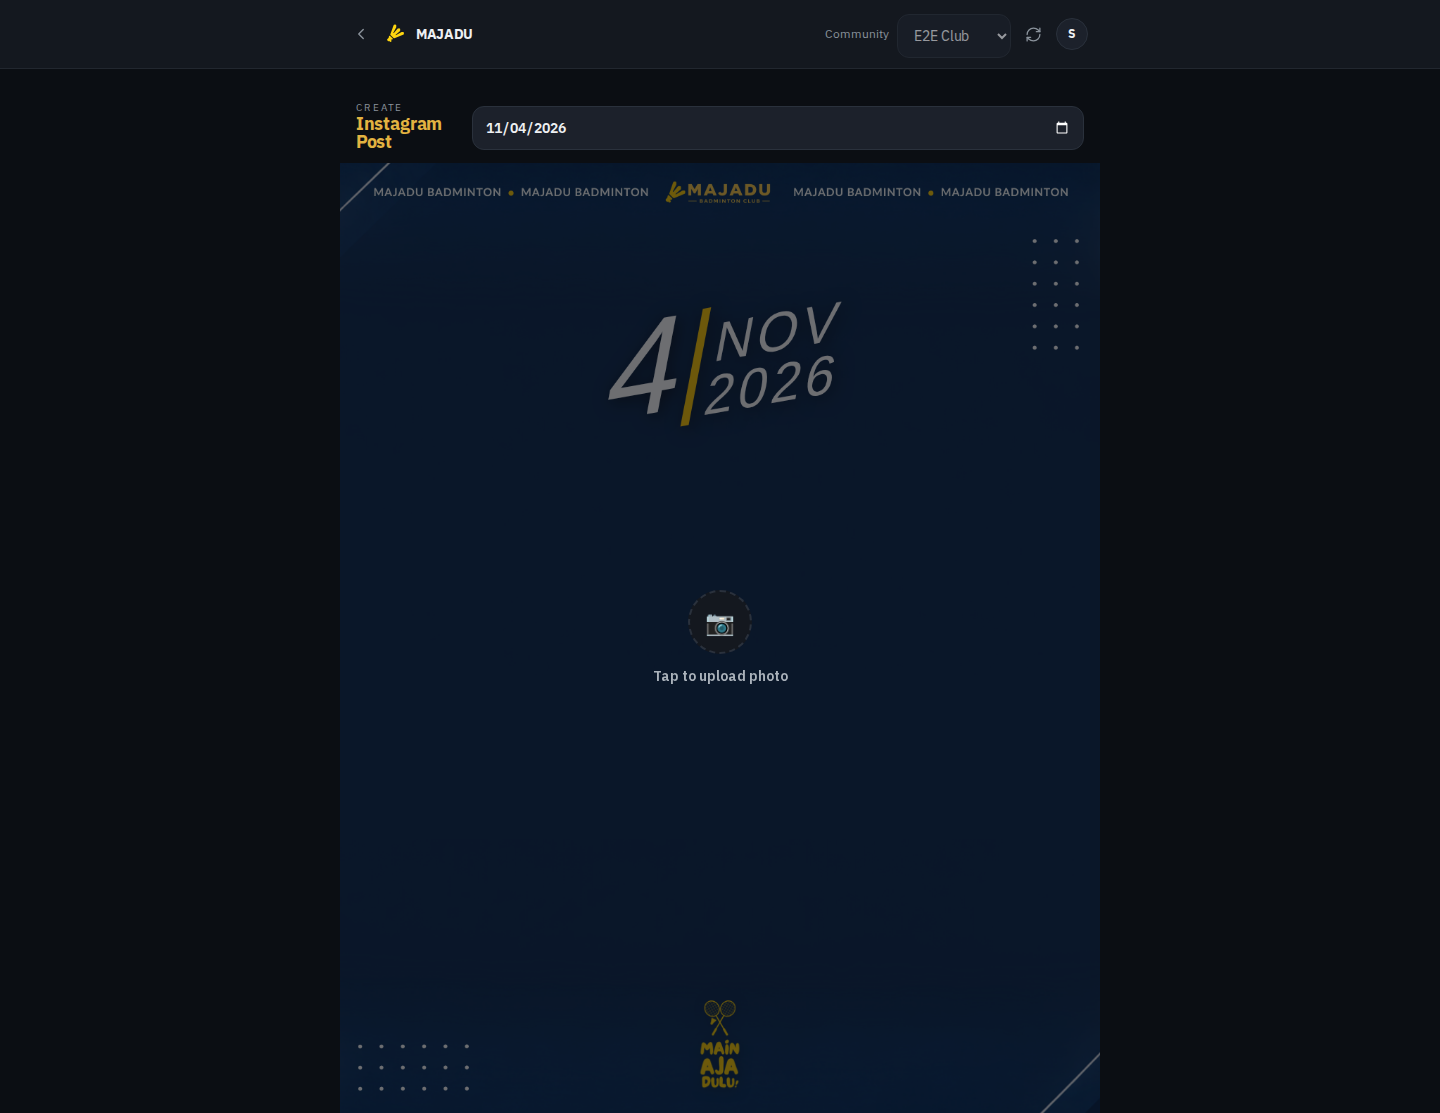 MAJADU
Community
E2E Club
S
CREATE
Instagram
Post
11/04/2026
MAJADU BADMINTON • MAJADU BADMINTON
MAJADU
BADMINTON CLUB
MAJADU BADMINTON • MAJADU BADMINTON
4
NOV
2026
Tap to upload photo
MAIN
AJA
DULU!